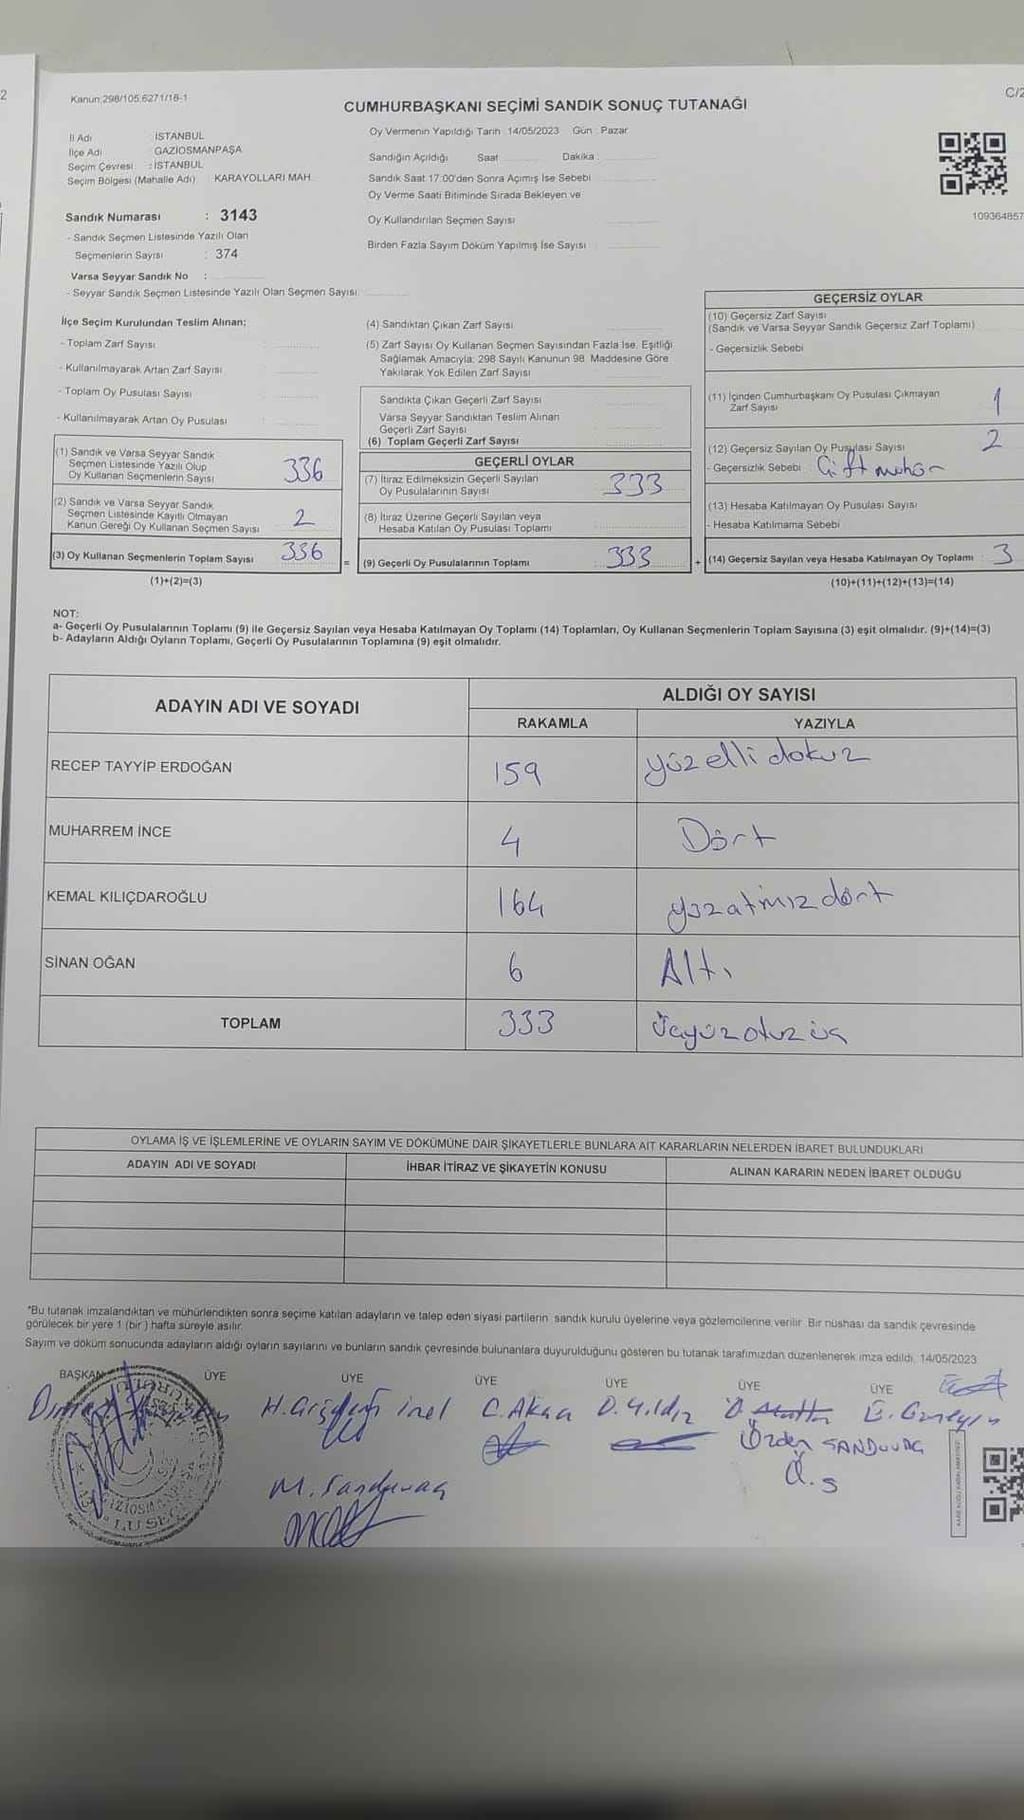 2
Kanun:298/105 6271/18-1
C/2
CUMHURBAŞKANI SEÇİMİ SANDIK SONUÇ TUTANAĞI
İl Adı : İSTANBUL
İlçe Adı : GAZİOSMANPAŞA
Seçim Çevresi : İSTANBUL
Seçim Bölgesi (Mahalle Adı) KARAYOLLARI MAH.
Sandık Numarası : 3143
- Sandık Seçmen Listesinde Yazılı Olan
Seçmenlerin Sayısı : 374
Varsa Seyyar Sandık No :
- Seyyar Sandık Seçmen Listesinde Yazılı Olan Seçmen Sayısı
Oy Vermenin Yapıldığı Tarih 14/05/2023 Gün : Pazar
Sandığın Açıldığı Saat Dakika :
Sandık Saat 17:00'den Sonra Açımış İse Sebebi
Oy Verme Saati Bitiminde Sırada Bekleyen ve
Oy Kullandırılan Seçmen Sayısı
Birden Fazla Sayım Döküm Yapılmış İse Sayısı
109364857
İlçe Seçim Kurulundan Teslim Alınan;
- Toplam Zarf Sayısı
- Kullanılmayarak Artan Zarf Sayısı
- Toplam Oy Pusulası Sayısı
- Kullanılmayarak Artan Oy Pusulası
(1) Sandık ve Varsa Seyyar Sandık
Seçmen Listesinde Yazılı Olup
Oy Kullanan Seçmenlerin Sayısı 336
(2) Sandık ve Varsa Seyyar Sandık
Seçmen Listesinde Kayıtlı Olmayan
Kanun Gereği Oy Kullanan Seçmen Sayısı 2
(3) Oy Kullanan Seçmenlerin Toplam Sayısı 336
(1)+(2)=(3)
(4) Sandıktan Çıkan Zarf Sayısı
(5) Zarf Sayısı Oy Kullanan Seçmen Sayısından Fazla İse, Eşitliği
Sağlamak Amacıyla; 298 Sayılı Kanunun 98. Maddesine Göre
Yakılarak Yok Edilen Zarf Sayısı
Sandıkta Çıkan Geçerli Zarf Sayısı
Varsa Seyyar Sandıktan Teslim Alınan
Geçerli Zarf Sayısı
(6) Toplam Geçerli Zarf Sayısı
GEÇERLİ OYLAR
(7) İtiraz Edilmeksizin Geçerli Sayılan
Oy Pusulalarının Sayısı 333
(8) İtiraz Üzerine Geçerli Sayılan veya
Hesaba Katılan Oy Pusulası Toplamı
= (9) Geçerli Oy Pusulalarının Toplamı 333
GEÇERSİZ OYLAR
(10) Geçersiz Zarf Sayısı
(Sandık ve Varsa Seyyar Sandık Geçersiz Zarf Toplamı)
- Geçersizlik Sebebi
(11) İçinden Cumhurbaşkanı Oy Pusulası Çıkmayan
Zarf Sayısı 1
(12) Geçersiz Sayılan Oy Pusulası Sayısı 2
- Geçersizlik Sebebi Çift mühür
(13) Hesaba Katılmayan Oy Pusulası Sayısı
- Hesaba Katılmama Sebebi
+ (14) Geçersiz Sayılan veya Hesaba Katılmayan Oy Toplamı 3
(10)+(11)+(12)+(13)=(14)
NOT:
a- Geçerli Oy Pusulalarının Toplamı (9) ile Geçersiz Sayılan veya Hesaba Katılmayan Oy Toplamı (14) Toplamları, Oy Kullanan Seçmenlerin Toplam Sayısına (3) eşit olmalıdır. (9)+(14)=(3)
b- Adayların Aldığı Oyların Toplamı, Geçerli Oy Pusulalarının Toplamına (9) eşit olmalıdır.
ADAYIN ADI VE SOYADI
ALDIĞI OY SAYISI
RAKAMLA YAZIYLA
RECEP TAYYİP ERDOĞAN 159 yüzellidokuz
MUHARREM İNCE 4 Dört
KEMAL KILIÇDAROĞLU 164 yüzatmızdört
SİNAN OĞAN 6 Altı
TOPLAM 333 üçyüzotuzüç
OYLAMA İŞ VE İŞLEMLERİNE VE OYLARIN SAYIM VE DÖKÜMÜNE DAİR ŞİKAYETLERLE BUNLARA AİT KARARLARIN NELERDEN İBARET BULUNDUKLARI
ADAYIN ADI VE SOYADI İHBAR İTİRAZ VE ŞİKAYETİN KONUSU ALINAN KARARIN NEDEN İBARET OLDUĞU
*Bu tutanak imzalandıktan ve mühürlendikten sonra seçime katılan adayların ve talep eden siyasi partilerin sandık kurulu üyelerine veya gözlemcilerine verilir. Bir nüshası da sandık çevresinde
görülecek bir yere 1 (bir ) hafta süreyle asılır.
Sayım ve döküm sonucunda adayların aldığı oyların sayılarını ve bunların sandık çevresinde bulunanlara duyurulduğunu gösteren bu tutanak tarafımızdan düzenlenerek imza edildi. 14/05/2023
BAŞKAN ÜYE ÜYE ÜYE ÜYE ÜYE ÜYE
inel C. Akça D. Yıldız
Özden SANDUVAÇ
Ö.S
M. Sanduvaç